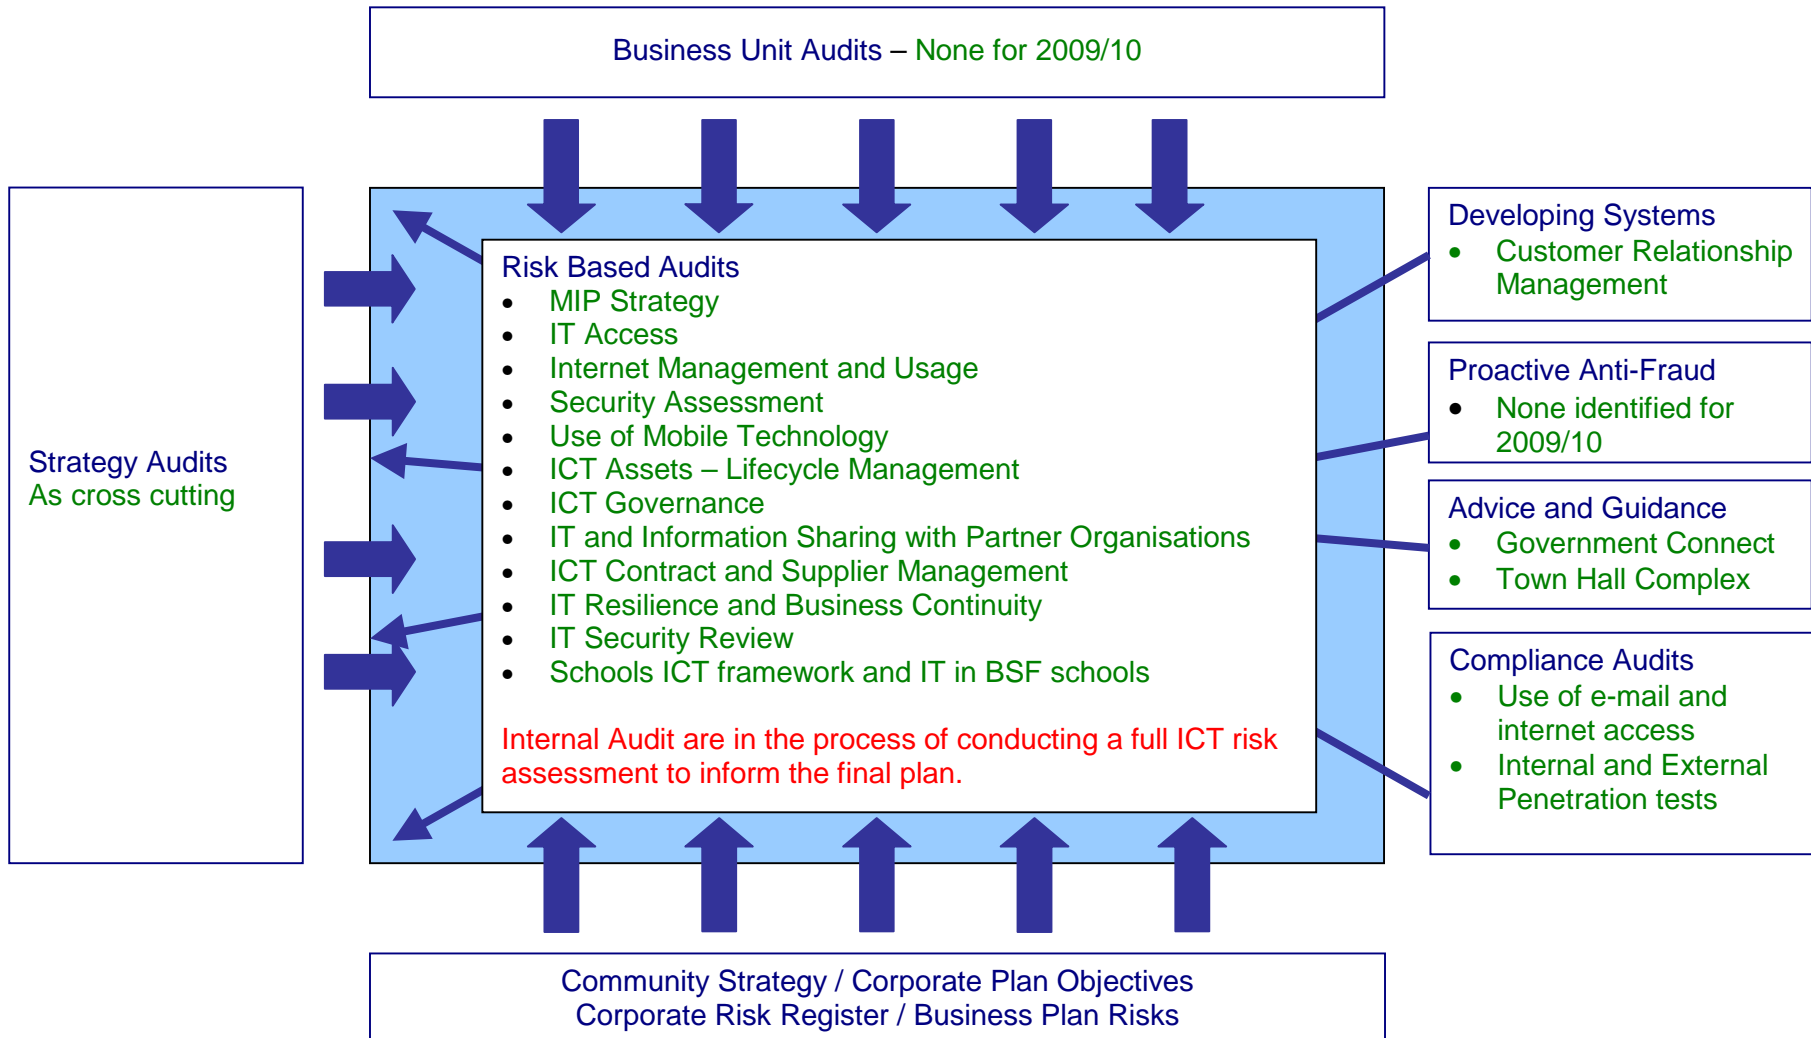 Business Unit Audits – None for 2009/10
Strategy Audits
As cross cutting
Risk Based Audits
• MIP Strategy
• IT Access
• Internet Management and Usage
• Security Assessment
• Use of Mobile Technology
• ICT Assets – Lifecycle Management
• ICT Governance
• IT and Information Sharing with Partner Organisations
• ICT Contract and Supplier Management
• IT Resilience and Business Continuity
• IT Security Review
• Schools ICT framework and IT in BSF schools
Internal Audit are in the process of conducting a full ICT risk
assessment to inform the final plan.
Developing Systems
• Customer Relationship
Management
Proactive Anti-Fraud
• None identified for
2009/10
Advice and Guidance
• Government Connect
• Town Hall Complex
Compliance Audits
• Use of e-mail and
internet access
• Internal and External
Penetration tests
Community Strategy / Corporate Plan Objectives
Corporate Risk Register / Business Plan Risks